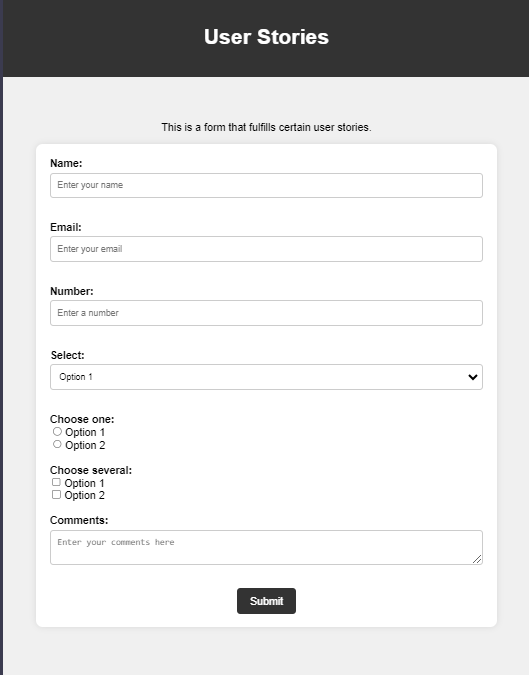 User Stories
This is a form that fulfills certain user stories.
Name:
Enter your name
Email:
Enter your email
Number:
Enter a number
Select:
Option 1
Choose one:
Option 1
Option 2
Choose several:
Option 1
Option 2
Comments:
Enter your comments here
Submit